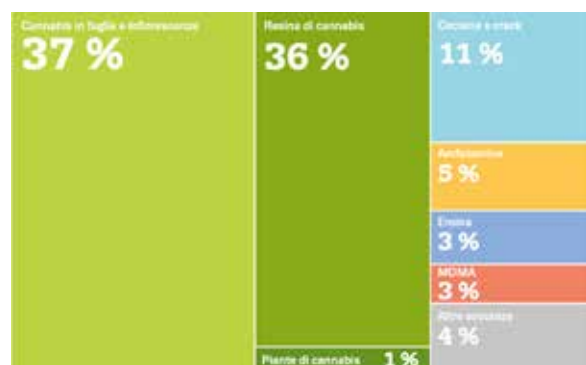 Cannabis in foglie e infiorescenze
37 %
Resina di cannabis
36 %
Piante di cannabis 1 %
Cocaina e crack
11 %
Amfetamine
5 %
Eroina
3 %
MDMA
3 %
Altre sostanze
4 %